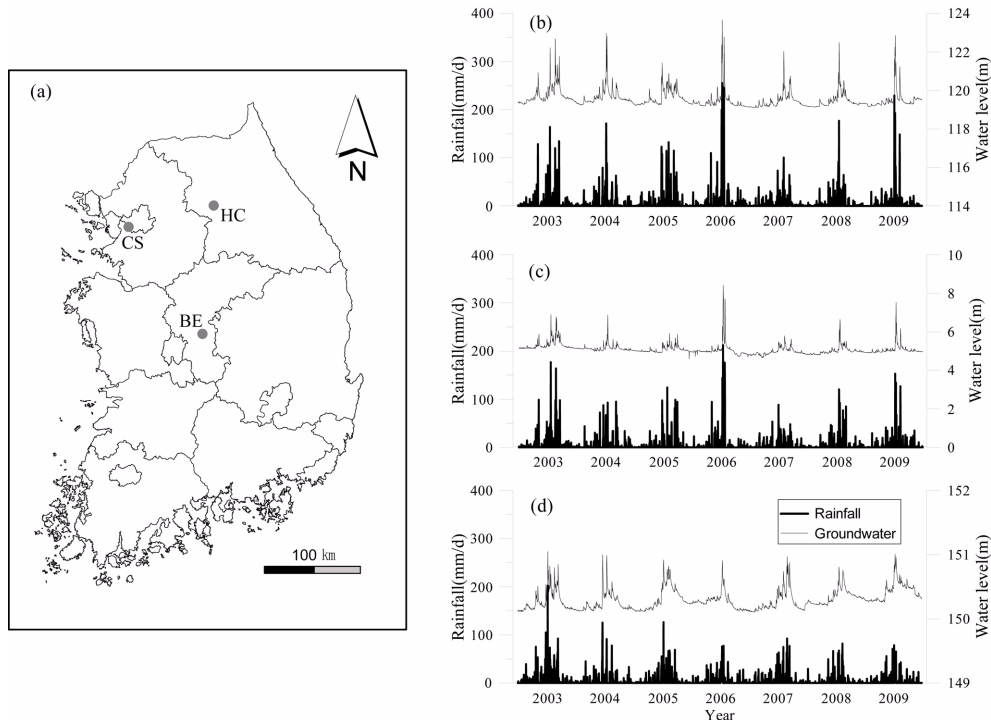 (a)
N
HC
CS
BE
100 km
(b)
Rainfall(mm/d)
400
300
200
100
0
Water level(m)
124
122
120
118
116
114
2003 2004 2005 2006 2007 2008 2009
(c)
Rainfall(mm/d)
400
300
200
100
0
Water level(m)
10
8
6
4
2
0
2003 2004 2005 2006 2007 2008 2009
(d)
Rainfall
Groundwater
Rainfall(mm/d)
400
300
200
100
0
Water level(m)
152
151
150
149
2003 2004 2005 2006 2007 2008 2009
Year